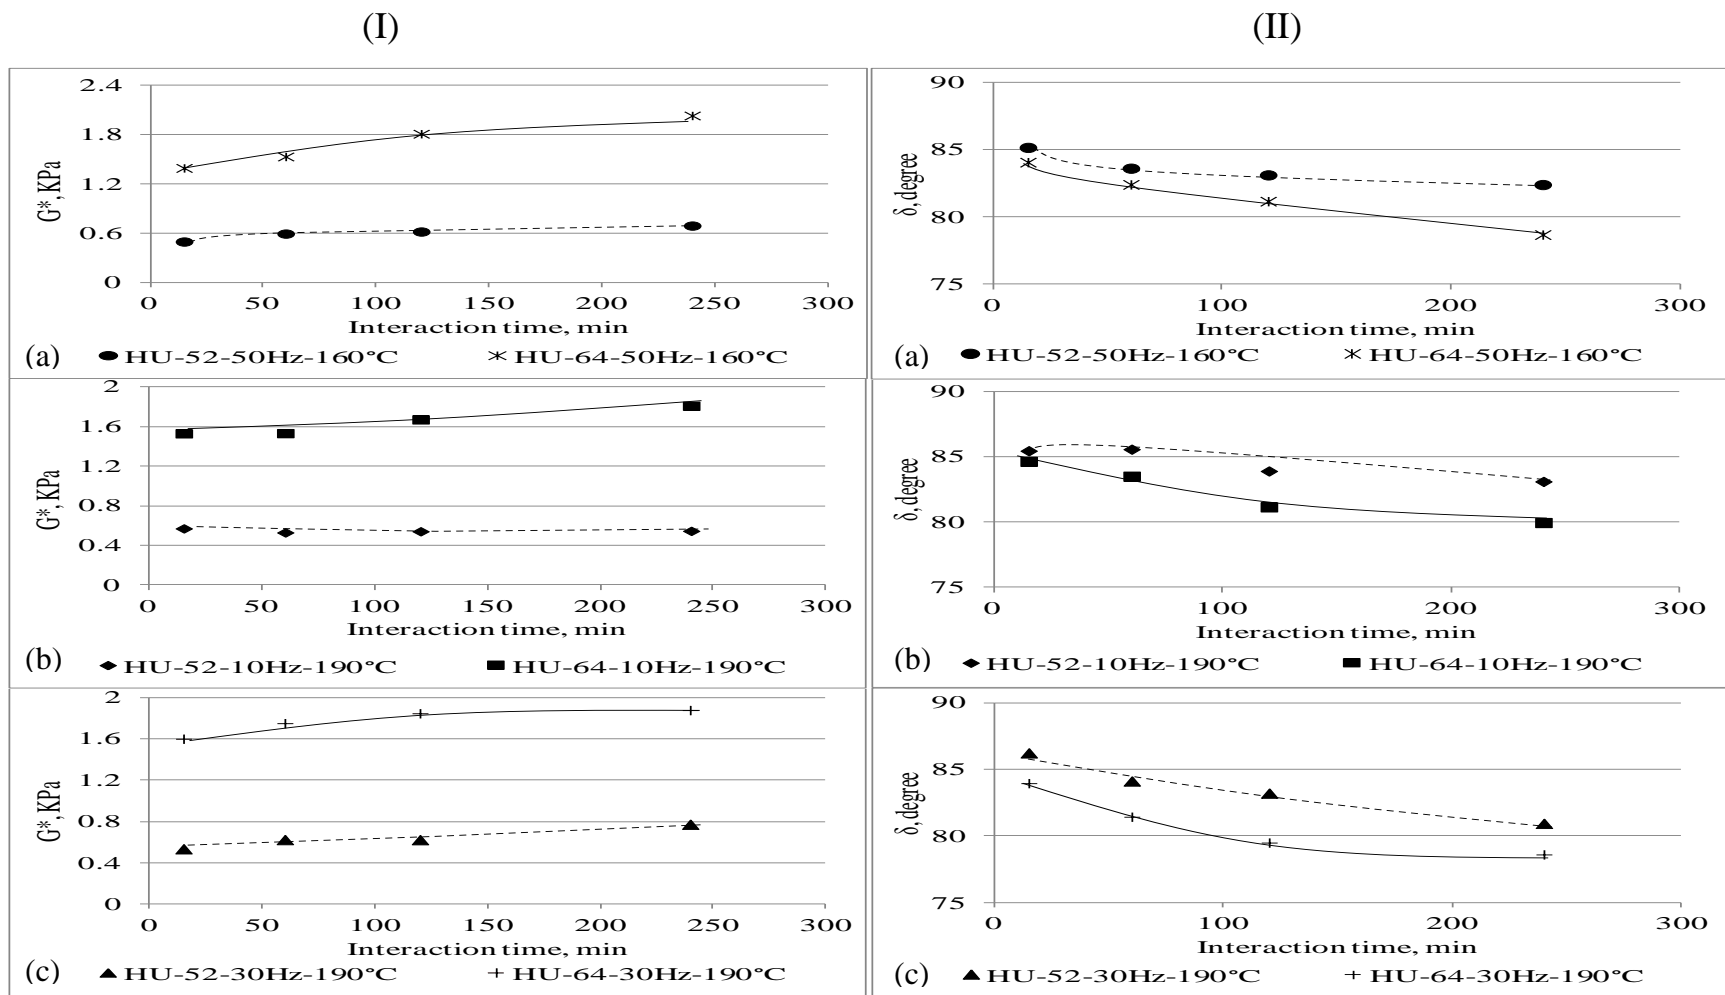 (I)
(II)
2.4
1.8
1.2
0.6
0
G*, KPa
0 50 100 150 200 250 300
Interaction time, min
(a) HU-52-50Hz-160°C HU-64-50Hz-160°C
90
85
80
75
δ, degree
0 100 200 300
Interaction time, min
(a) HU-52-50Hz-160°C HU-64-50Hz-160°C
2
1.6
1.2
0.8
0.4
0
G*, KPa
0 50 100 150 200 250 300
Interaction time, min
(b) HU-52-10Hz-190°C HU-64-10Hz-190°C
90
85
80
75
δ, degree
0 100 200 300
Interaction time, min
(b) HU-52-10Hz-190°C HU-64-10Hz-190°C
2
1.6
1.2
0.8
0.4
0
G*, KPa
0 50 100 150 200 250 300
Interaction time, min
(c) HU-52-30Hz-190°C HU-64-30Hz-190°C
90
85
80
75
δ, degree
0 100 200 300
Interaction time, min
(c) HU-52-30Hz-190°C HU-64-30Hz-190°C